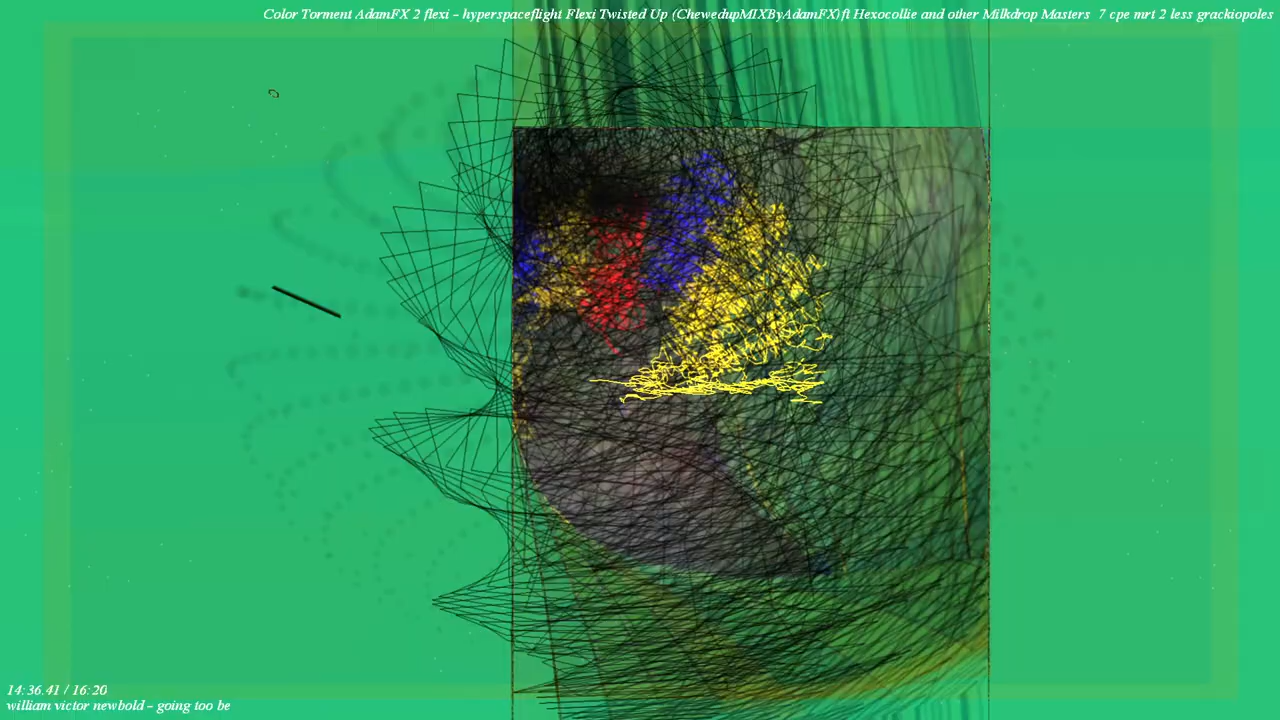 Color Torment AdamFX 2 flexi - hyperspaceflight Flexi Twisted Up (ChewedupMIXByAdamFX)ft Hexocollie and other Milkdrop Masters  7 cpe mrt 2 less grackiopoles
14:36.41 / 16:20
william victor newbold - going too be